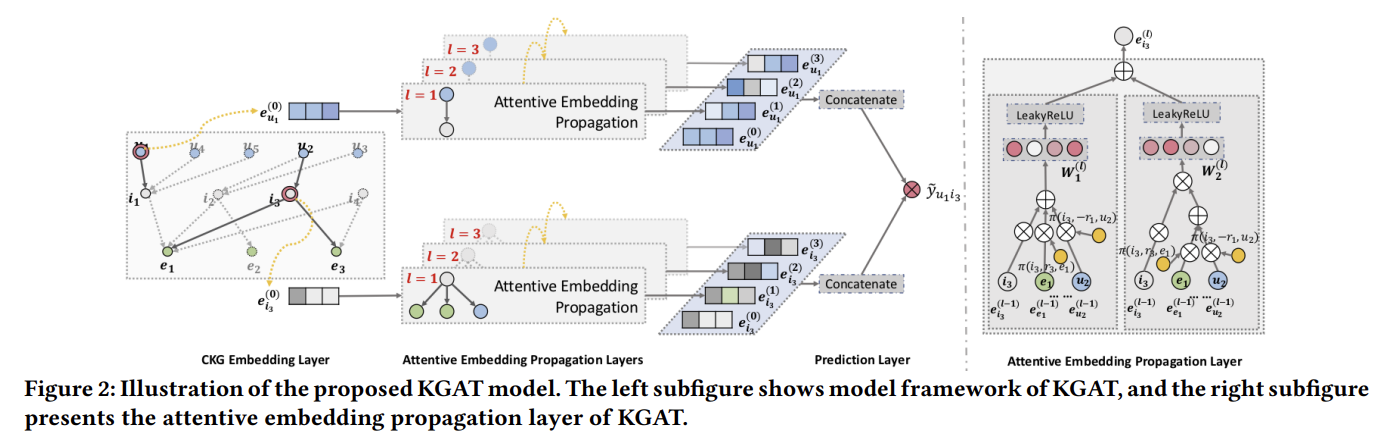 l = 3
l = 2
l = 1
Attentive Embedding
Propagation
e_{u_1}^{(0)}
e_{u_1}^{(3)}
e_{u_1}^{(2)}
e_{u_1}^{(1)}
e_{u_1}^{(0)}
Concatenate
u_4 u_5 u_2 u_3
i_1 i_2 i_3 i_4
e_1 e_2 e_3
ỹ_{u_1 i_3}
e_{i_3}^{(0)}
l = 3
l = 2
l = 1
Attentive Embedding
Propagation
e_{i_3}^{(3)}
e_{i_3}^{(2)}
e_{i_3}^{(1)}
e_{i_3}^{(0)}
Concatenate
CKG Embedding Layer
Attentive Embedding Propagation Layers
Prediction Layer
e_{i_3}^{(l)}
LeakyReLU LeakyReLU
W_1^{(l)} W_2^{(l)}
π(i_3, −r_1, u_2) π(i_3, −r_1, u_2)
π(i_3, r_3, e_1) π(i_3, r_3, e_1)
i_3 e_1 u_2 i_3 e_1 u_2
... ... ... ...
e_{i_3}^{(l−1)} e_{e_1}^{(l−1)} e_{u_2}^{(l−1)} e_{i_3}^{(l−1)} e_{e_1}^{(l−1)} e_{u_2}^{(l−1)}
Attentive Embedding Propagation Layer
Figure 2: Illustration of the proposed KGAT model. The left subfigure shows model framework of KGAT, and the right subfigure
presents the attentive embedding propagation layer of KGAT.